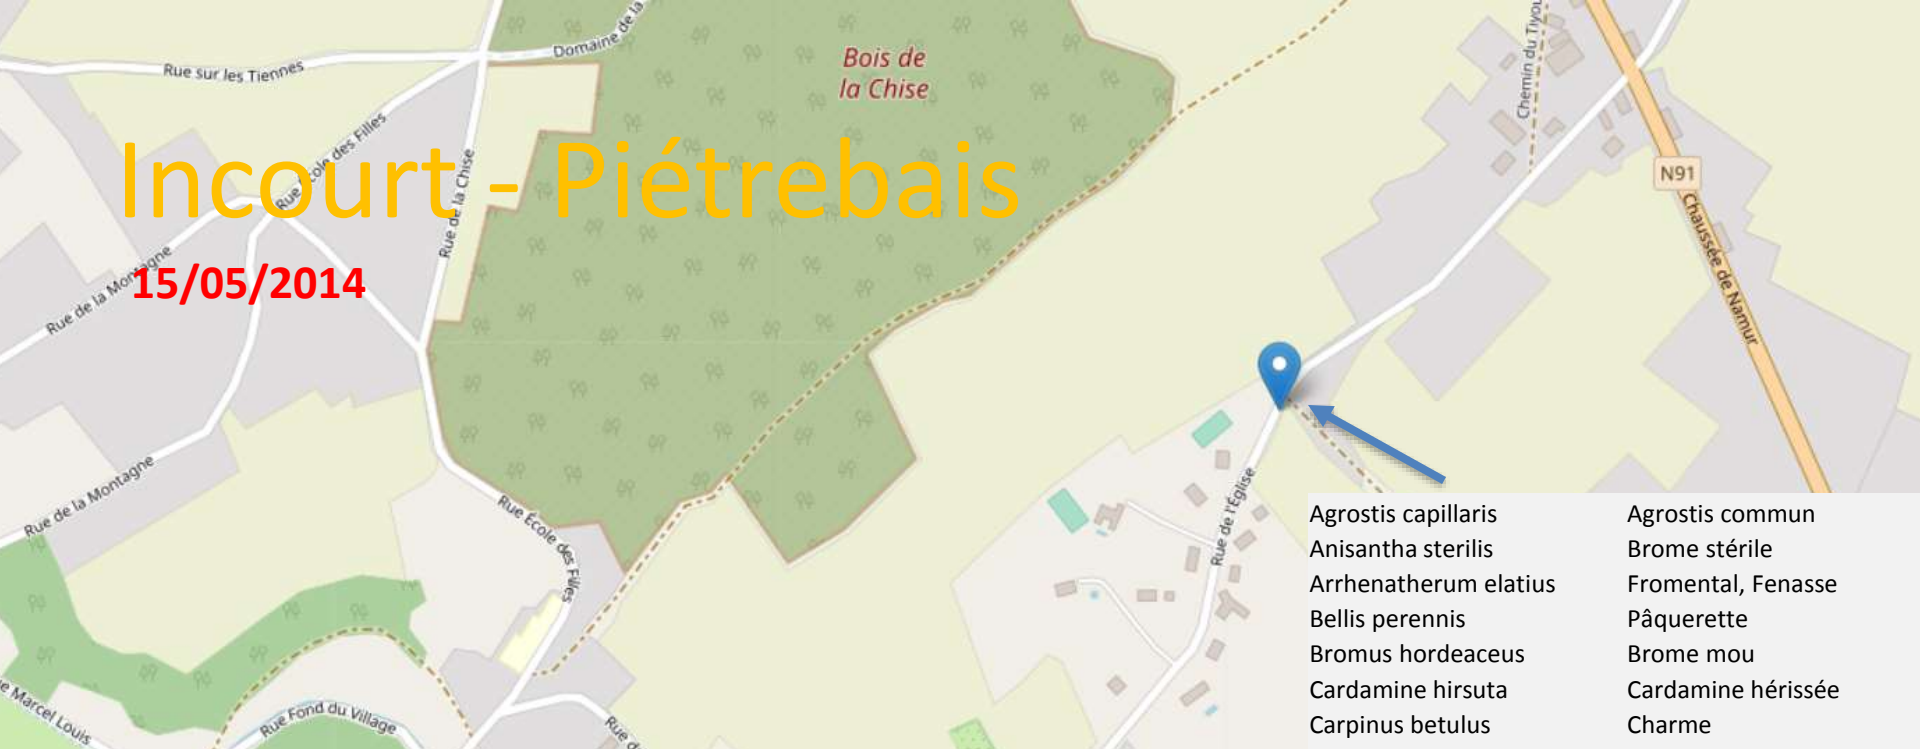 Domaine de la
Bois de
la Chise
Rue sur les Tiennes
Chemin du Tiyou
Rue École des Filles
Incourt - Piétrebais
N91
Rue de la Chise
Chaussée de Namur
Rue de la Montagne
15/05/2014
Rue de la Montagne
Rue École des Filles
Rue de l'Église
Agrostis capillaris Agrostis commun
Anisantha sterilis Brome stérile
Arrhenatherum elatius Fromental, Fenasse
Bellis perennis Pâquerette
Bromus hordeaceus Brome mou
Cardamine hirsuta Cardamine hérissée
Carpinus betulus Charme
Marcel Louis
Rue Fond du Village
Rue